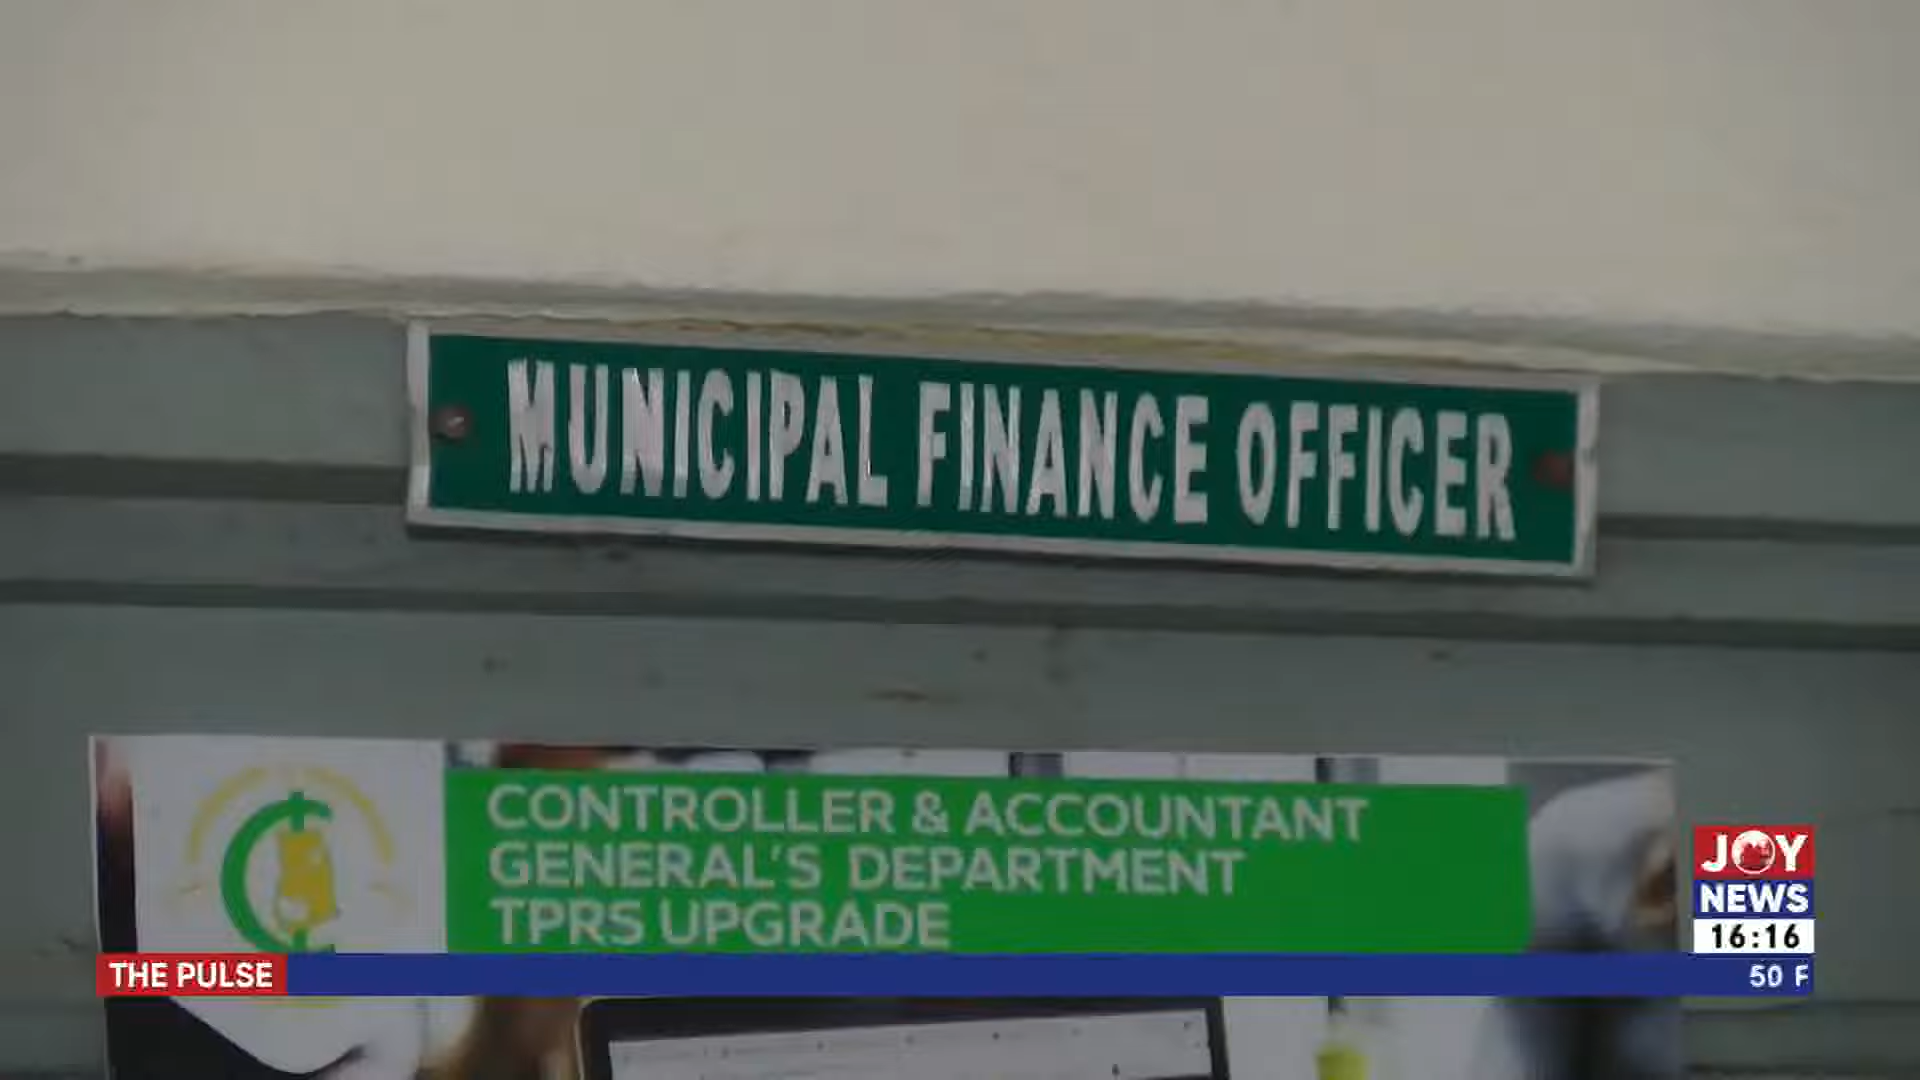 MUNICIPAL FINANCE OFFICER
CONTROLLER & ACCOUNTANT
GENERAL'S DEPARTMENT
TPRS UPGRADE
JOY
NEWS
16:16
THE PULSE
50